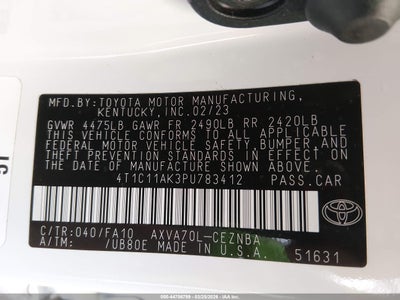 MFD.BY:TOYOTA MOTOR MANUFACTURING,
KENTUCKY,INC.02/23
GVWR 4475LB GAWR FR 2490LB RR 2420LB
THIS VEHICLE CONFORMS TO ALL APPLICABLE
FEDERAL MOTOR VEHICLE SAFETY, BUMPER, AND
THEFT PREVENTION STANDARDS IN EFFECT ON THE
DATE OF MANUFACTURE SHOWN ABOVE.
4T1C11AK3PU783412 PASS.CAR
C/TR:040/FA10 AXVA70L-CEZNBA
A/TM: /UB80E MADE IN U.S.A.
TOYOTA
51631